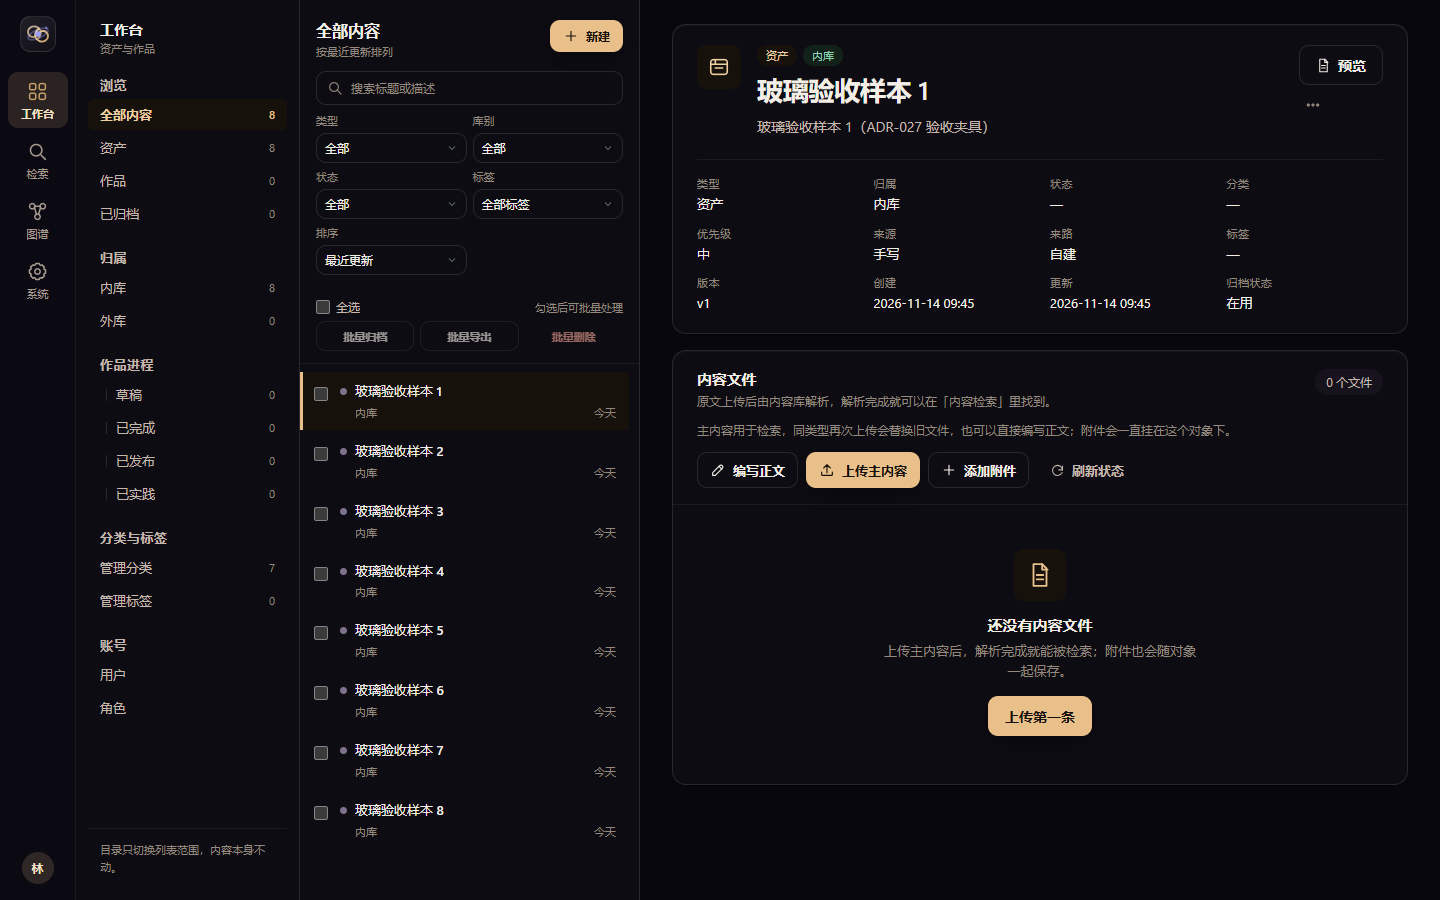 工作台
检索
图谱
系统
林
工作台
资产与作品
浏览
全部内容 8
资产 8
作品 0
已归档 0
归属
内库 8
外库 0
作品进程
草稿 0
已完成 0
已发布 0
已实践 0
分类与标签
管理分类 7
管理标签 0
账号
用户
角色
目录只切换列表范围，内容本身不
动。
全部内容
按最近更新排列
新建
搜索标题或描述
类型 库别
全部 全部
状态 标签
全部 全部标签
排序
最近更新
全选 勾选后可批量处理
批量归档 批量导出 批量删除
玻璃验收样本 1
内库 今天
玻璃验收样本 2
内库 今天
玻璃验收样本 3
内库 今天
玻璃验收样本 4
内库 今天
玻璃验收样本 5
内库 今天
玻璃验收样本 6
内库 今天
玻璃验收样本 7
内库 今天
玻璃验收样本 8
内库 今天
资产 内库
玻璃验收样本 1
玻璃验收样本 1（ADR-027 验收夹具）
预览
类型 归属 状态 分类
资产 内库 — —
优先级 来源 来路 标签
中 手写 自建 —
版本 创建 更新 归档状态
v1 2026-11-14 09:45 2026-11-14 09:45 在用
内容文件
0 个文件
原文上传后由内容库解析，解析完成就可以在「内容检索」里找到。
主内容用于检索，同类型再次上传会替换旧文件，也可以直接编写正文；附件会一直挂在这个对象下。
编写正文 上传主内容 添加附件 刷新状态
还没有内容文件
上传主内容后，解析完成就能被检索；附件也会随对象
一起保存。
上传第一条